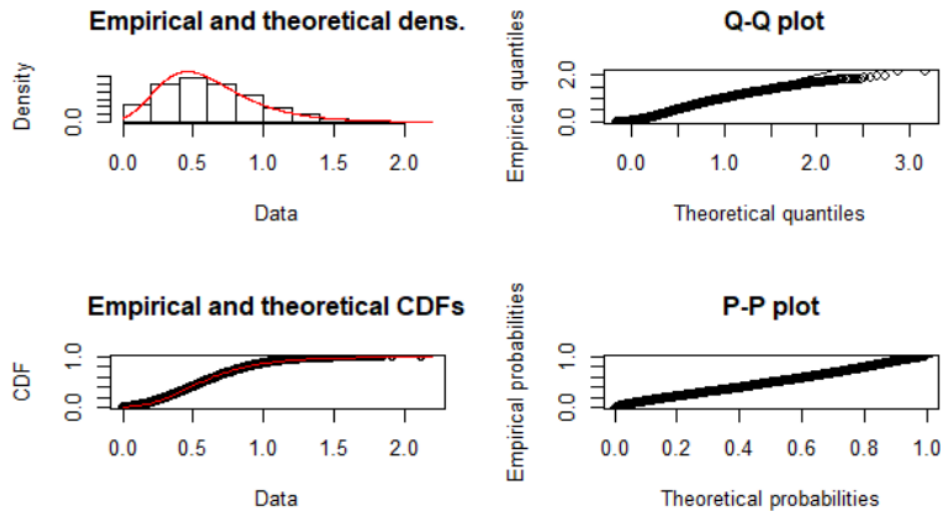 Empirical and theoretical dens.
Density
0.0
0.0 0.5 1.0 1.5 2.0
Data
Q-Q plot
Empirical quantiles
0.0 2.0
0.0 1.0 2.0 3.0
Theoretical quantiles
Empirical and theoretical CDFs
CDF
0.0 1.0
0.0 0.5 1.0 1.5 2.0
Data
P-P plot
Empirical probabilities
0.0 1.0
0.0 0.2 0.4 0.6 0.8 1.0
Theoretical probabilities